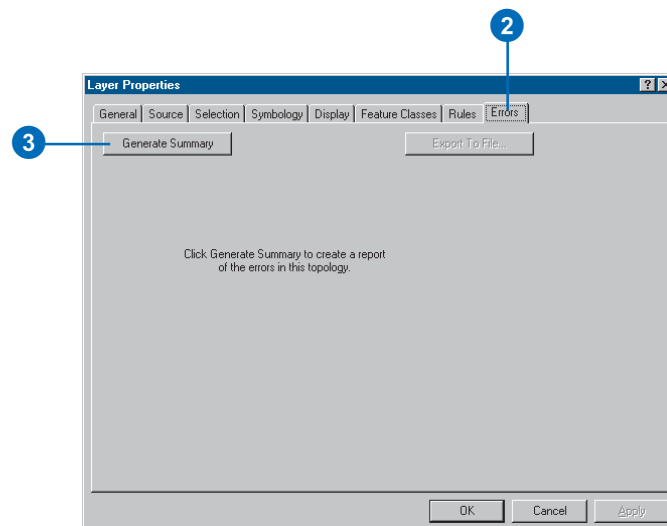 2
Layer Properties
General Source Selection Symbology Display Feature Classes Rules Errors
3
Generate Summary Export To File...
Click Generate Summary to create a report
of the errors in this topology.
OK Cancel Apply